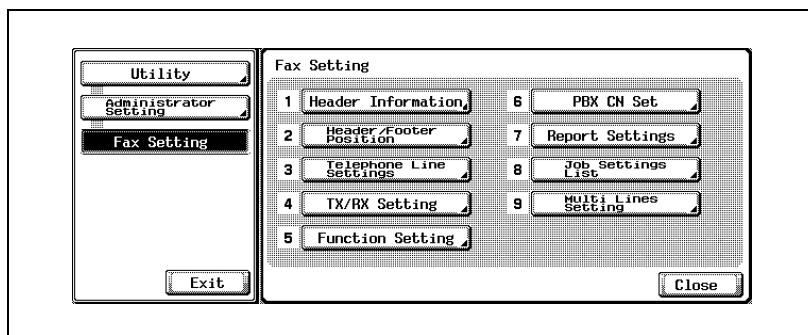 Utility
Administrator
Setting
Fax Setting
Exit
Fax Setting
1 Header Information
2 Header/Footer
Position
3 Telephone Line
Settings
4 TX/RX Setting
5 Function Setting
6 PBX CN Set
7 Report Settings
8 Job Settings
List
9 Multi Lines
Setting
Close